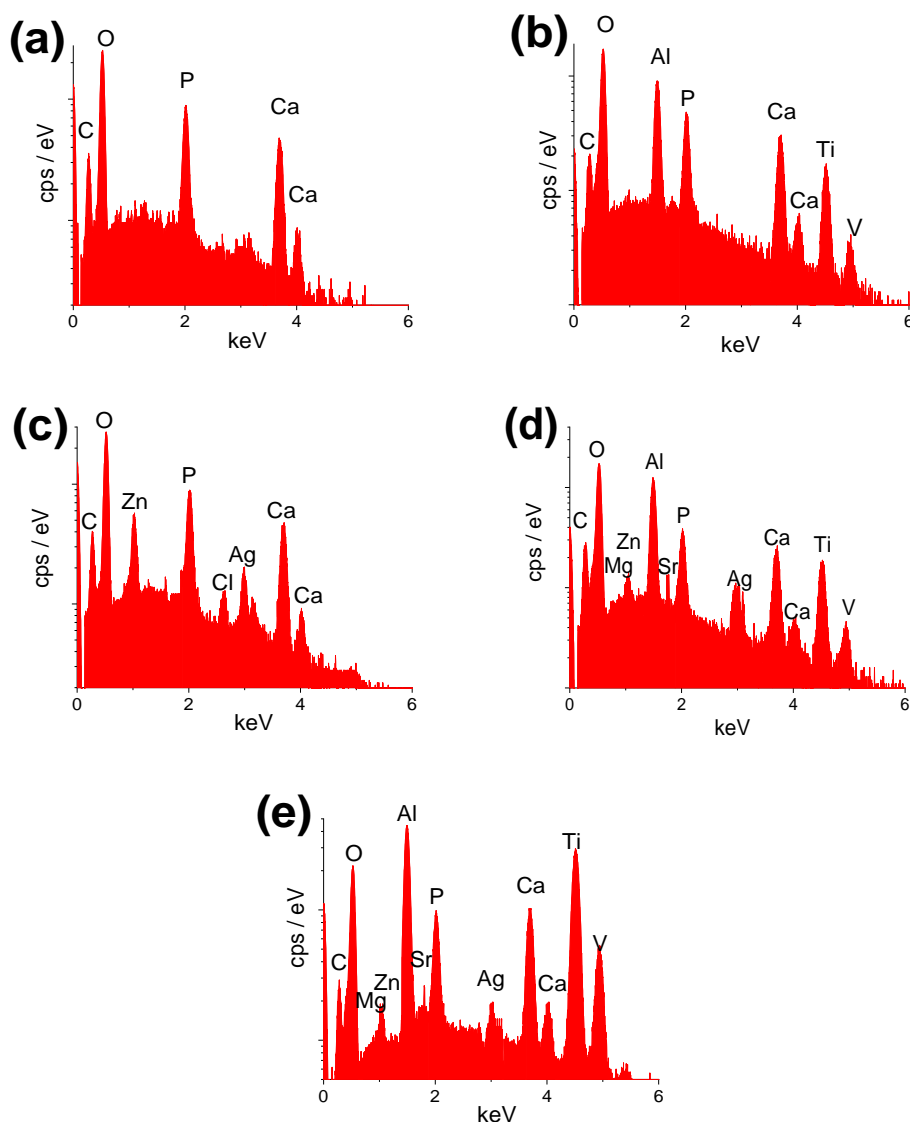 (a)
O
P
Ca
C
Ca
cps / eV
0 2 4 6
keV
(b)
O
Al
P
Ca
C
Ti
Ca
V
cps / eV
0 2 4 6
keV
(c)
O
Zn
P
Ca
C
Ag
Cl
Ca
cps / eV
0 2 4 6
keV
(d)
O
Al
C
P
Zn
Mg
Sr
Ag
Ca
Ca
Ti
V
cps / eV
0 2 4 6
keV
(e)
Al
O
Ti
P
Ca
C
Sr
Zn
Mg
Ag
Ca
V
cps / eV
0 2 4 6
keV